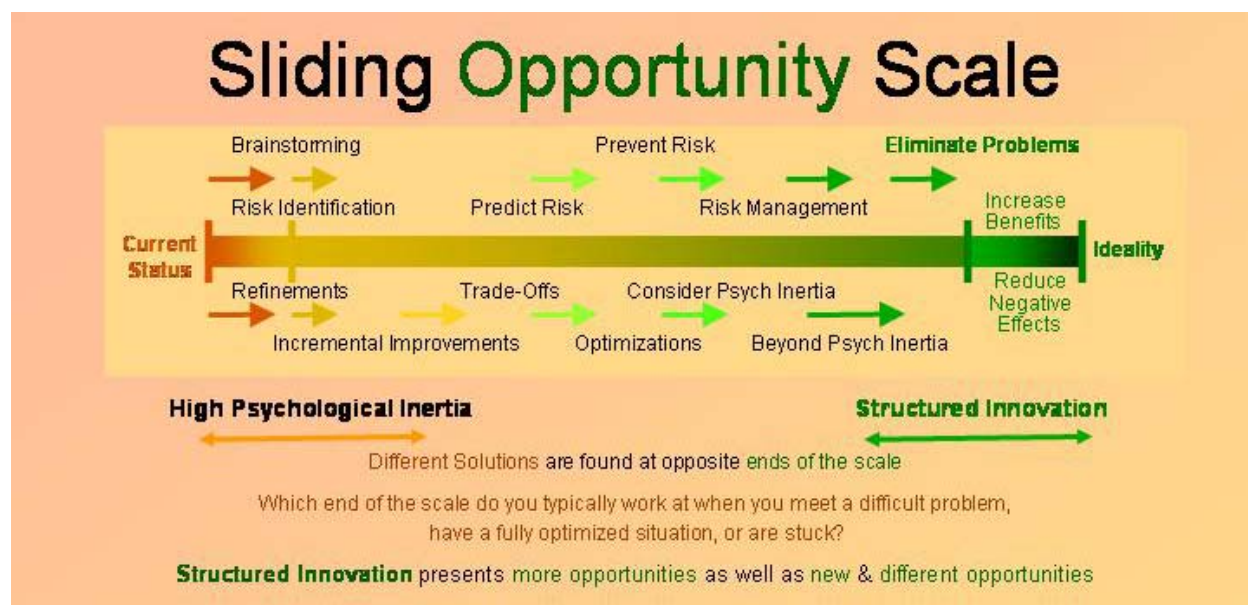 Sliding Opportunity Scale
Brainstorming
Prevent Risk
Eliminate Problems
Risk Identification
Predict Risk
Risk Management
Increase
Benefits
Current
Status
Ideality
Refinements
Trade-Offs
Consider Psych Inertia
Reduce
Negative
Effects
Incremental Improvements
Optimizations
Beyond Psych Inertia
High Psychological Inertia
Structured Innovation
Different Solutions are found at opposite ends of the scale
Which end of the scale do you typically work at when you meet a difficult problem,
have a fully optimized situation, or are stuck?
Structured Innovation presents more opportunities as well as new & different opportunities